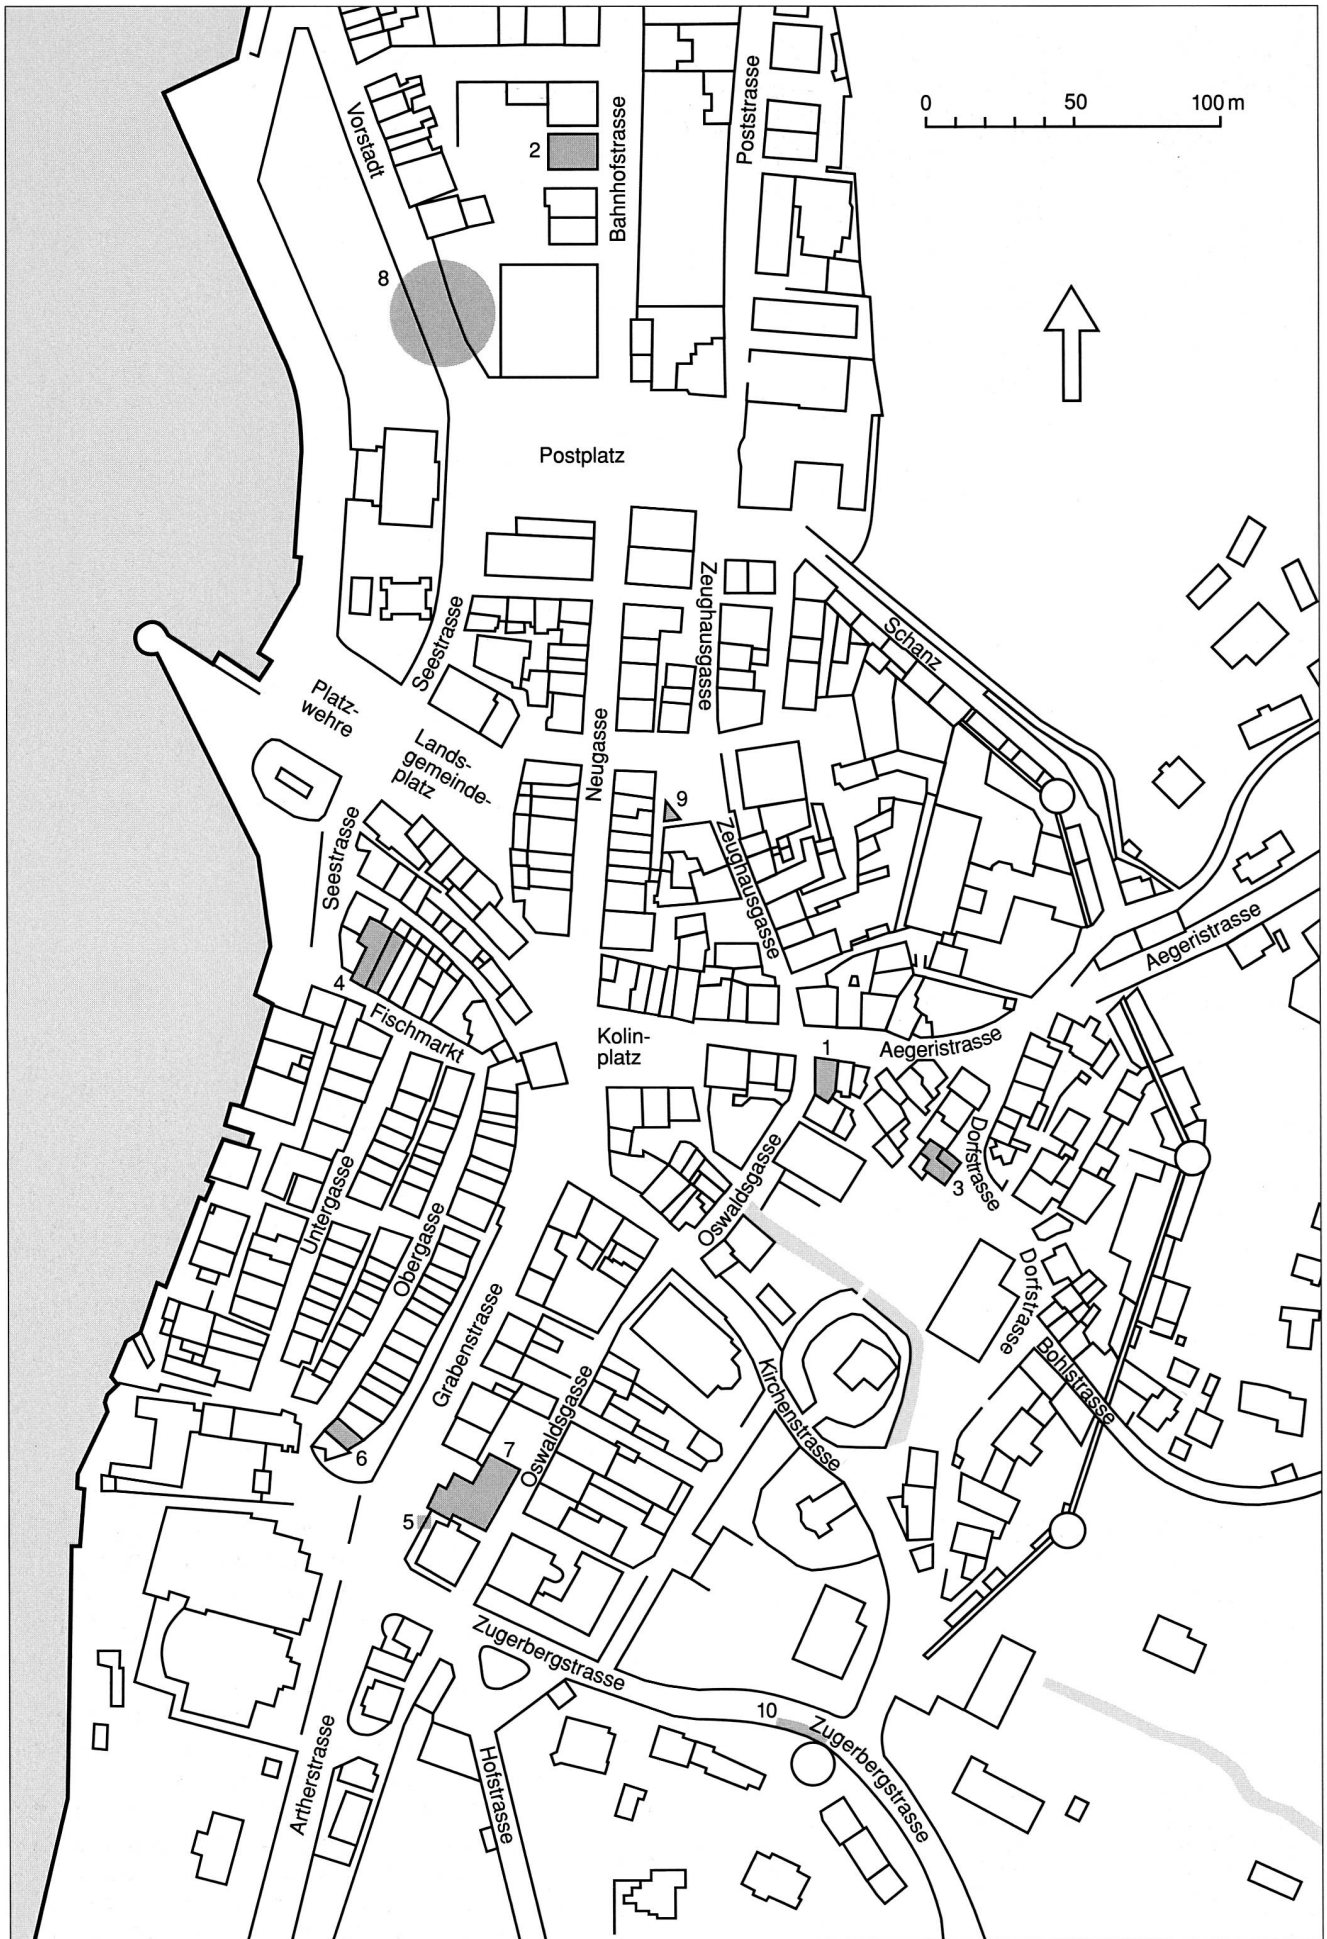 0 50 100 m
Vorstadt
Poststrasse
Bahnhofstrasse
2
8
Postplatz
Zeughausgasse
Seestrasse
Schanz
Platz-
wehre
Lands-
gemeinde-
platz
Neugasse
9
Zeughausgasse
Seestrasse
Aegeristrasse
4
Fischmarkt
Kolin-
platz
1
Aegeristrasse
Dorfstrasse
3
Oswaldsgasse
Untergasse
Obergasse
Grabenstrasse
Dorfstrasse
Bohlstrasse
Kirchenstrasse
Oswaldsgasse
6
7
5
Zugerbergstrasse
10
Zugerbergstrasse
Artherstrasse
Hofstrasse